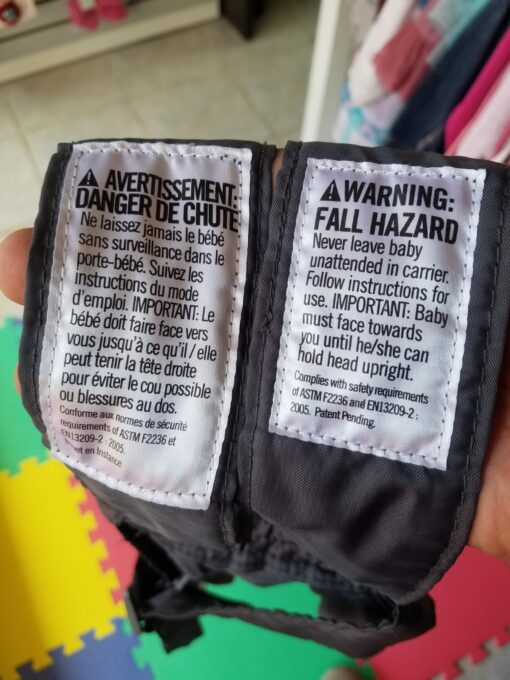 AVERTISSEMENT:
DANGER DE CHUTE
Ne laissez jamais le bébé
sans surveillance dans le
porte-bébé. Suivez les
Instructions du mode
d'emploi. IMPORTANT: Le
bébé doit faire face vers
vous jusqu'à ce qu'il / elle
peut tenir la tête droite
pour éviter le cou possible
ou blessures au dos.
Conforme aux normes de sécurité
requirements of ASTM F2236 et
EN13209-2 : 2005.
et en Instance.
WARNING:
FALL HAZARD
Never leave baby
unattended in carrier.
Follow instructions for
use. IMPORTANT: Baby
must face towards
you until he/she can
hold head upright.
Complies with safety requirements
of ASTM F2236 and EN13209-2 :
2005. Patent Pending.